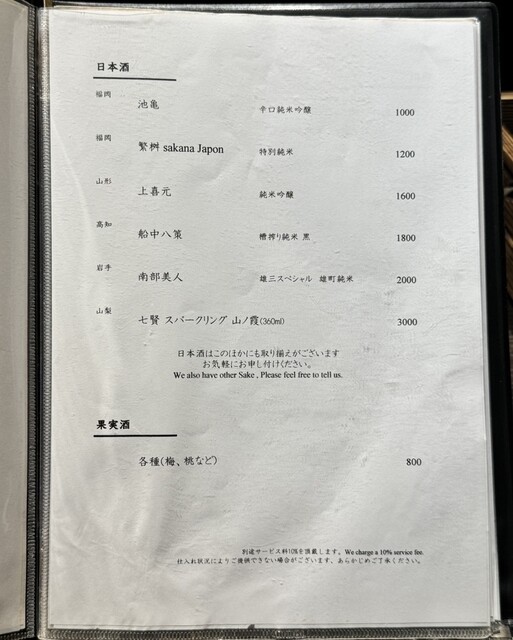 日本酒
福岡
池亀 辛口純米吟醸 1000
福岡
繁桝 sakana Japon 特別純米 1200
山形
上喜元 純米吟醸 1600
高知
船中八策 槽搾り純米 黒 1800
岩手
南部美人 雄三スペシャル 雄町純米 2000
山梨
七賢 スパークリング 山ノ霞(360ml) 3000
日本酒はこのほかにも取り揃えがございます
お気軽にお申し付けください。
We also have other Sake , Please feel free to tell us.
果実酒
各種(梅、桃など) 800
別途サービス料10%を頂戴します。We charge a 10% service fee.
仕入れ状況によりご提供できない場合がございます。あらかじめご了承ください。